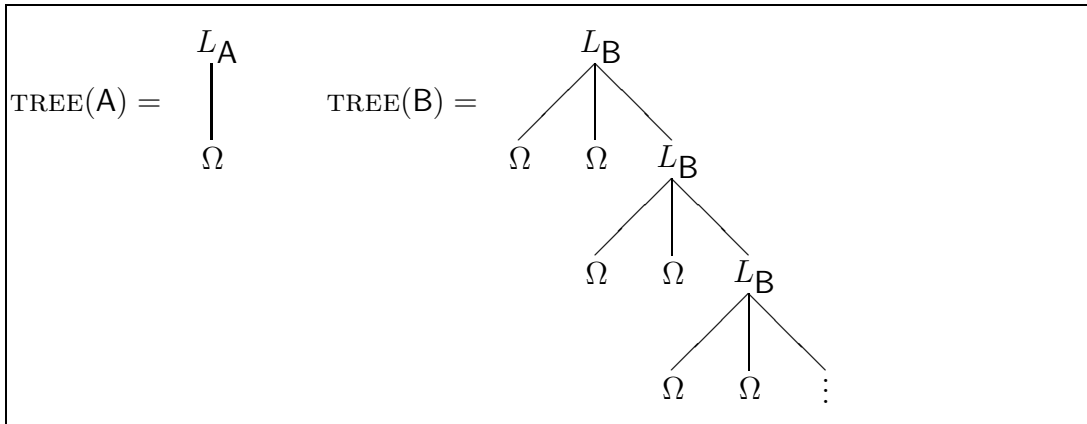 L_A L_B
TREE(A) = TREE(B) =
Ω Ω Ω L_B
Ω Ω L_B
Ω Ω ⋮